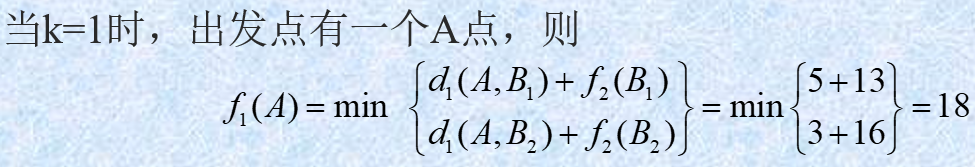 当k=1时，出发点有一个A点，则
f₁(A) = min {d₁(A,B₁)+f₂(B₁) d₁(A,B₂)+f₂(B₂)} = min {5+13 3+16} = 18